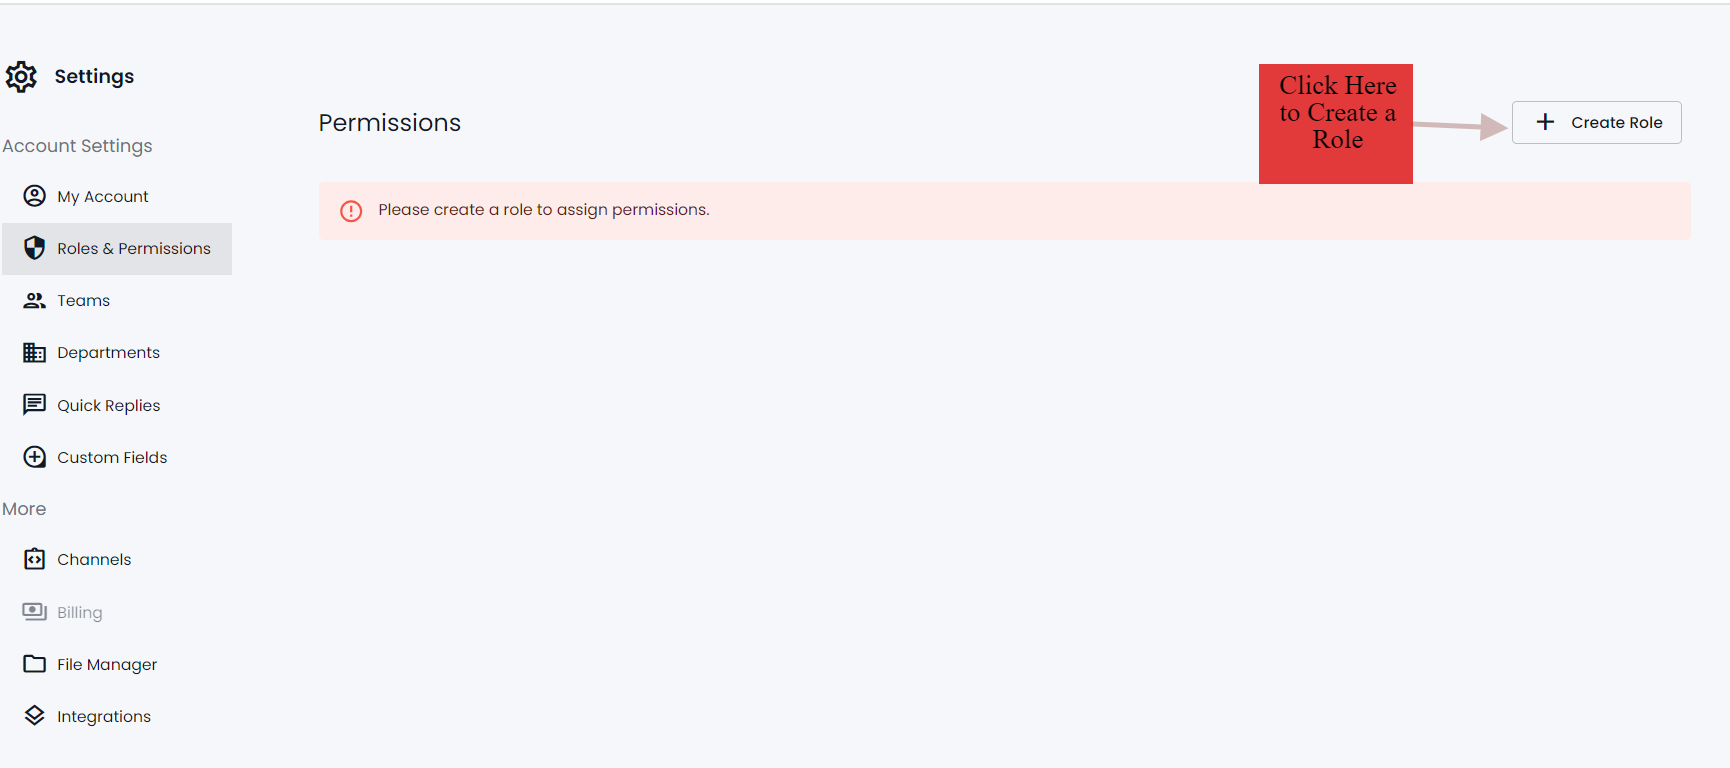 Settings
Account Settings
My Account
Roles & Permissions
Teams
Departments
Quick Replies
Custom Fields
More
Channels
Billing
File Manager
Integrations
Permissions
Click Here
to Create a
Role
Create Role
Please create a role to assign permissions.